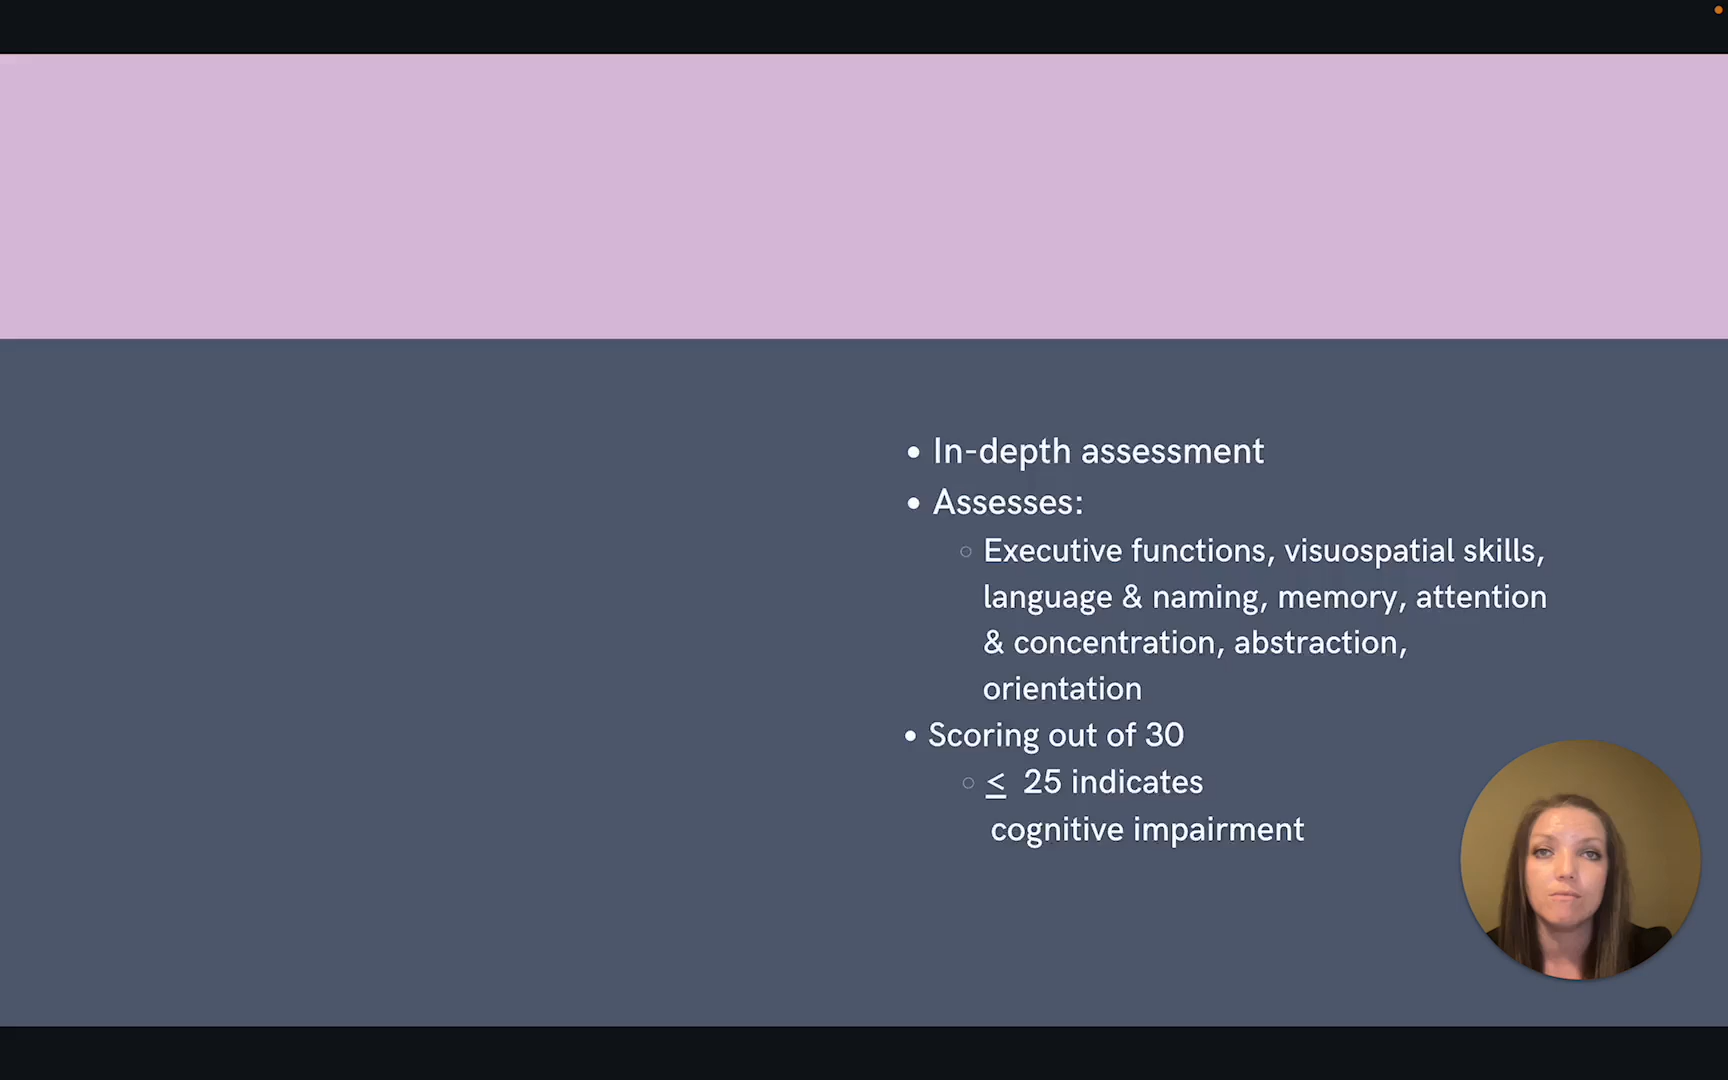 • In-depth assessment
• Assesses:
○ Executive functions, visuospatial skills,
language & naming, memory, attention
& concentration, abstraction,
orientation
• Scoring out of 30
○ ≤ 25 indicates
cognitive impairment